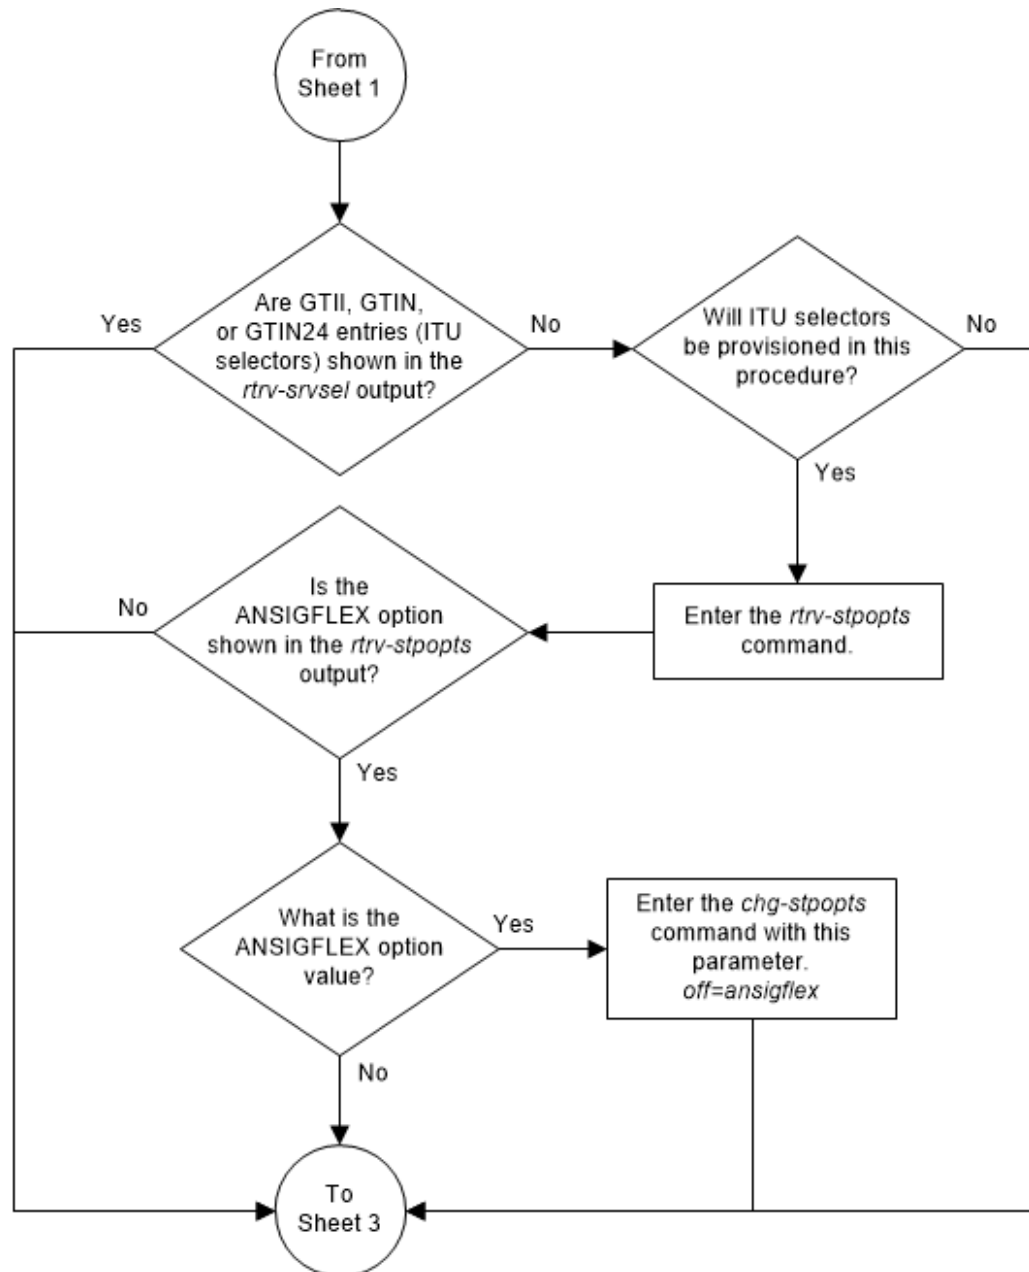 From
Sheet 1
Are GTII, GTIN,
or GTIN24 entries (ITU
selectors) shown in the
rtrv-srvsel output?
Yes
No
Will ITU selectors
be provisioned in this
procedure?
No
Yes
Enter the rtrv-stpopts
command.
Is the
ANSIGFLEX option
shown in the rtrv-stpopts
output?
No
Yes
What is the
ANSIGFLEX option
value?
Yes
Enter the chg-stpopts
command with this
parameter.
off=ansigflex
No
To
Sheet 3